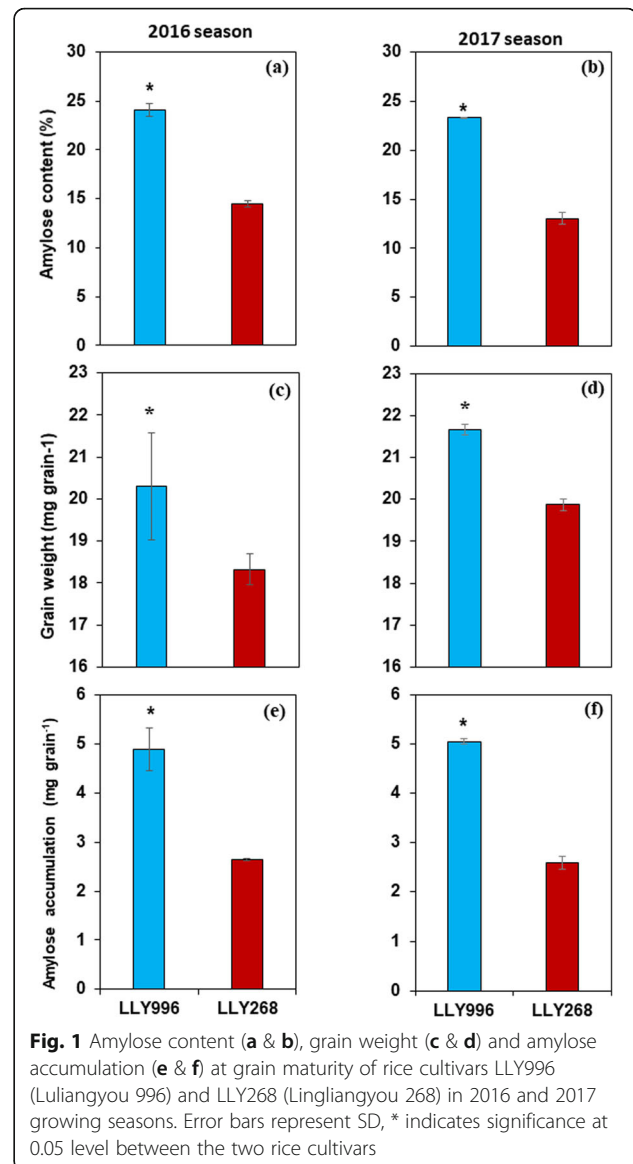 2016 season
2017 season
Amylose content (%)
30
25
20
15
10
5
0
(a)
*
30
25
20
15
10
5
0
(b)
*
Grain weight (mg grain-1)
23
22
21
20
19
18
17
16
(c)
*
23
22
21
20
19
18
17
16
(d)
*
Amylose accumulation (mg grain-1)
6
5
4
3
2
1
0
(e)
*
LLY996 LLY268
6
5
4
3
2
1
0
(f)
*
LLY996 LLY268
Fig. 1 Amylose content (a & b), grain weight (c & d) and amylose
accumulation (e & f) at grain maturity of rice cultivars LLY996
(Luliangyou 996) and LLY268 (Lingliangyou 268) in 2016 and 2017
growing seasons. Error bars represent SD, * indicates significance at
0.05 level between the two rice cultivars